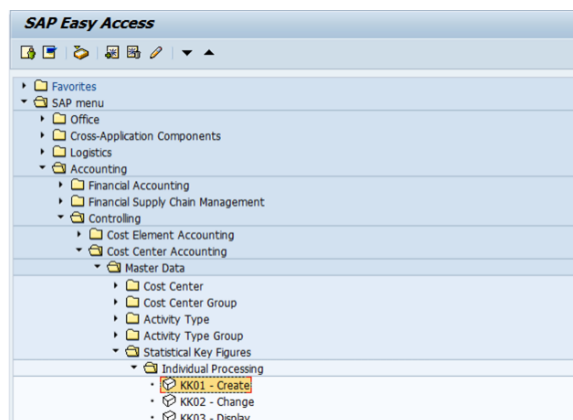 SAP Easy Access
Favorites
SAP menu
Office
Cross-Application Components
Logistics
Accounting
Financial Accounting
Financial Supply Chain Management
Controlling
Cost Element Accounting
Cost Center Accounting
Master Data
Cost Center
Cost Center Group
Activity Type
Activity Type Group
Statistical Key Figures
Individual Processing
KK01 - Create
KK02 - Change
KK03 - Display